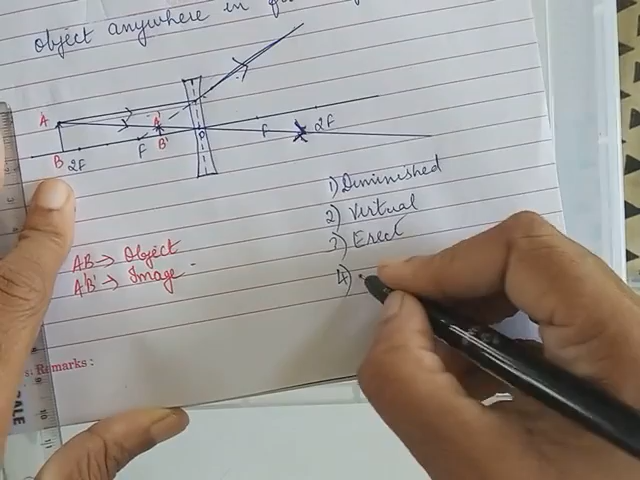 object anywhere in
A
A'
O
F
2F
B
2F
F
B'
1) Diminished
2) Virtual
3) Erect
4)
AB → Object
A'B' → Image
Remarks :